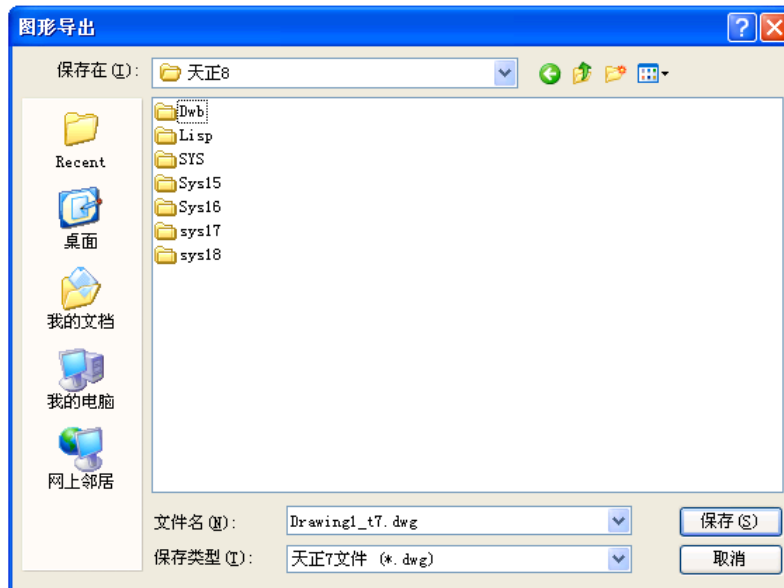 图形导出
保存在(I):
天正8
Dwb
Lisp
SYS
Sys15
Sys16
sys17
sys18
Recent
桌面
我的文档
我的电脑
网上邻居
文件名(N):
Drawing1_t7.dwg
保存(S)
保存类型(T):
天正7文件 (*.dwg)
取消